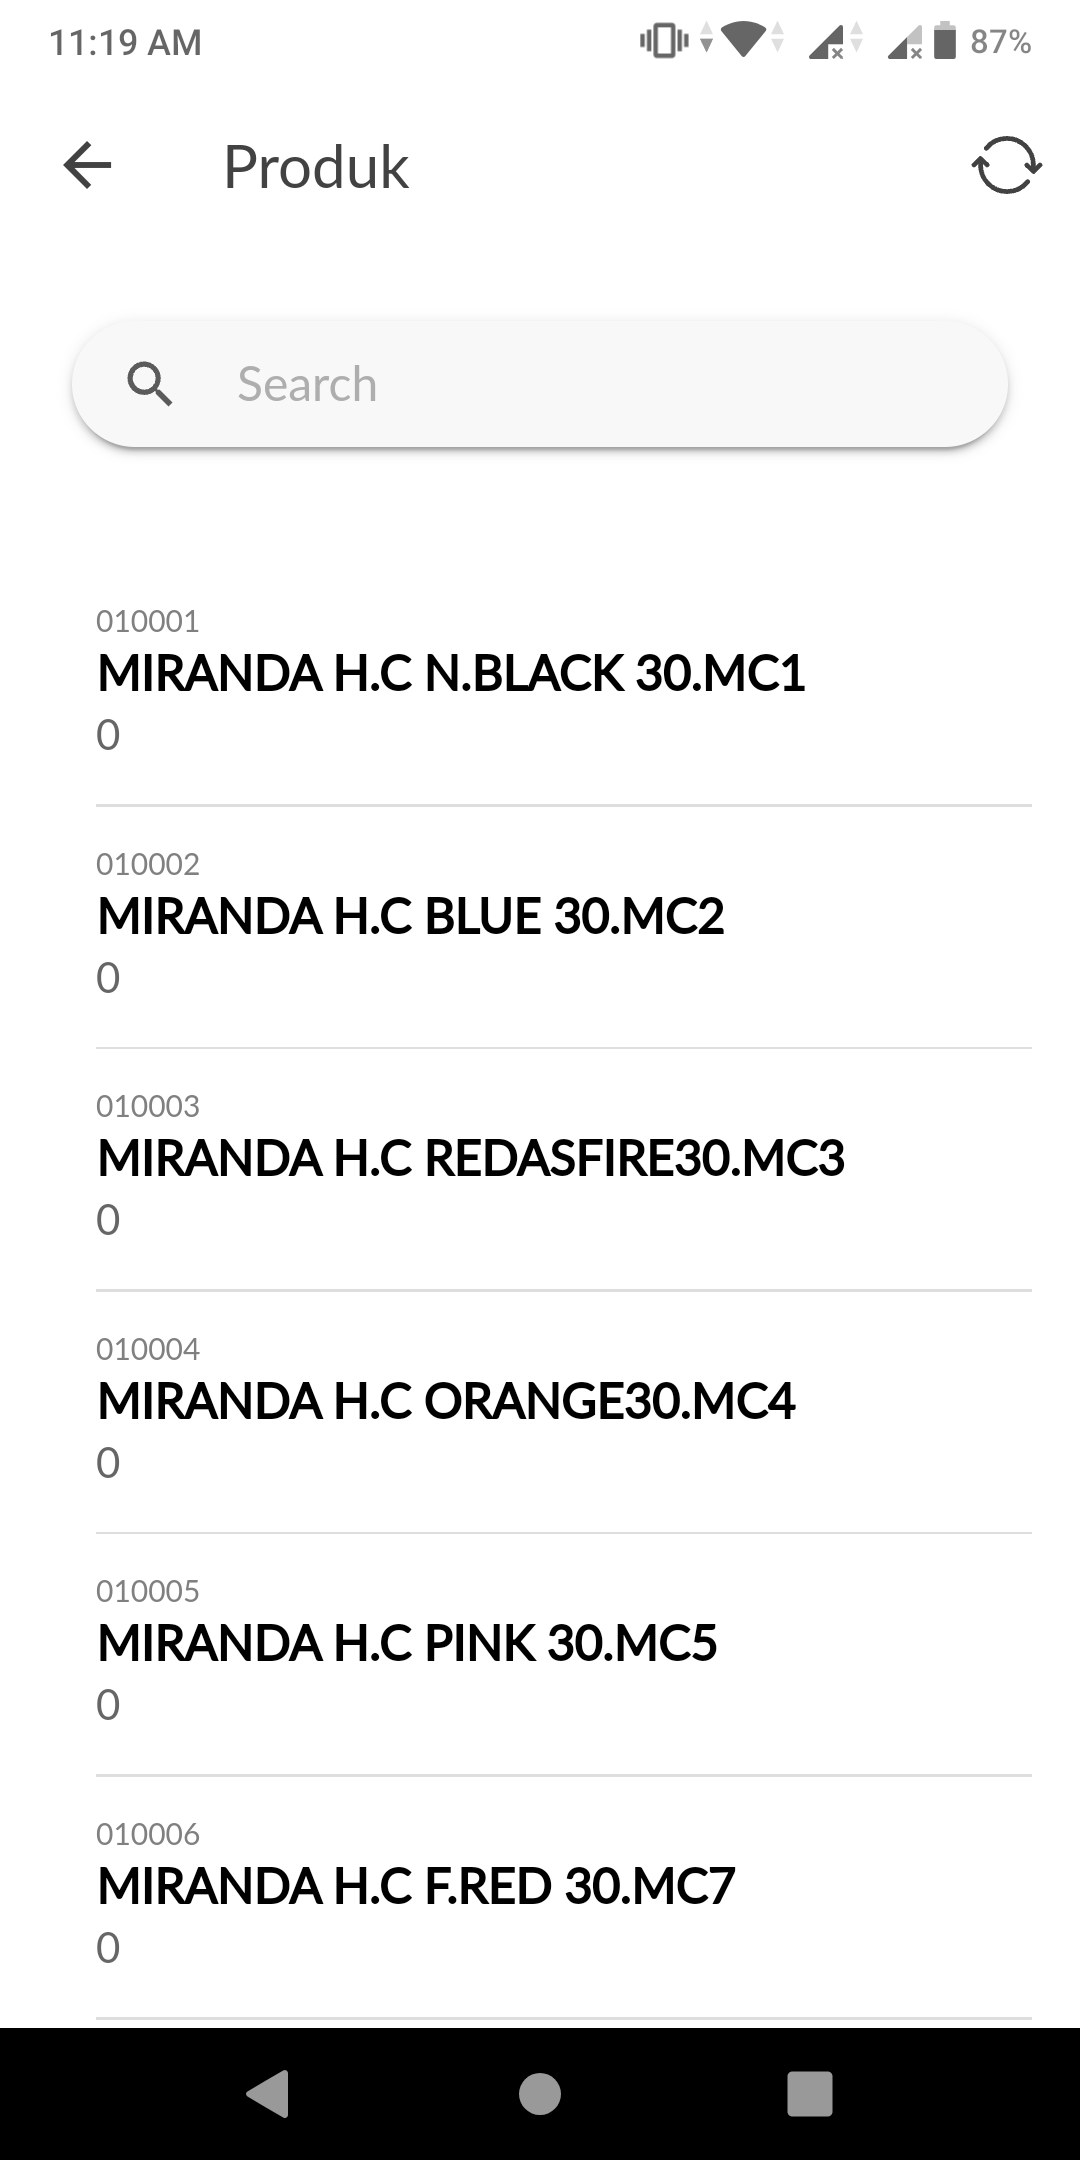 11:19 AM
87%
Produk
Search
010001
MIRANDA H.C N.BLACK 30.MC1
0
010002
MIRANDA H.C BLUE 30.MC2
0
010003
MIRANDA H.C REDASFIRE30.MC3
0
010004
MIRANDA H.C ORANGE30.MC4
0
010005
MIRANDA H.C PINK 30.MC5
0
010006
MIRANDA H.C F.RED 30.MC7
0